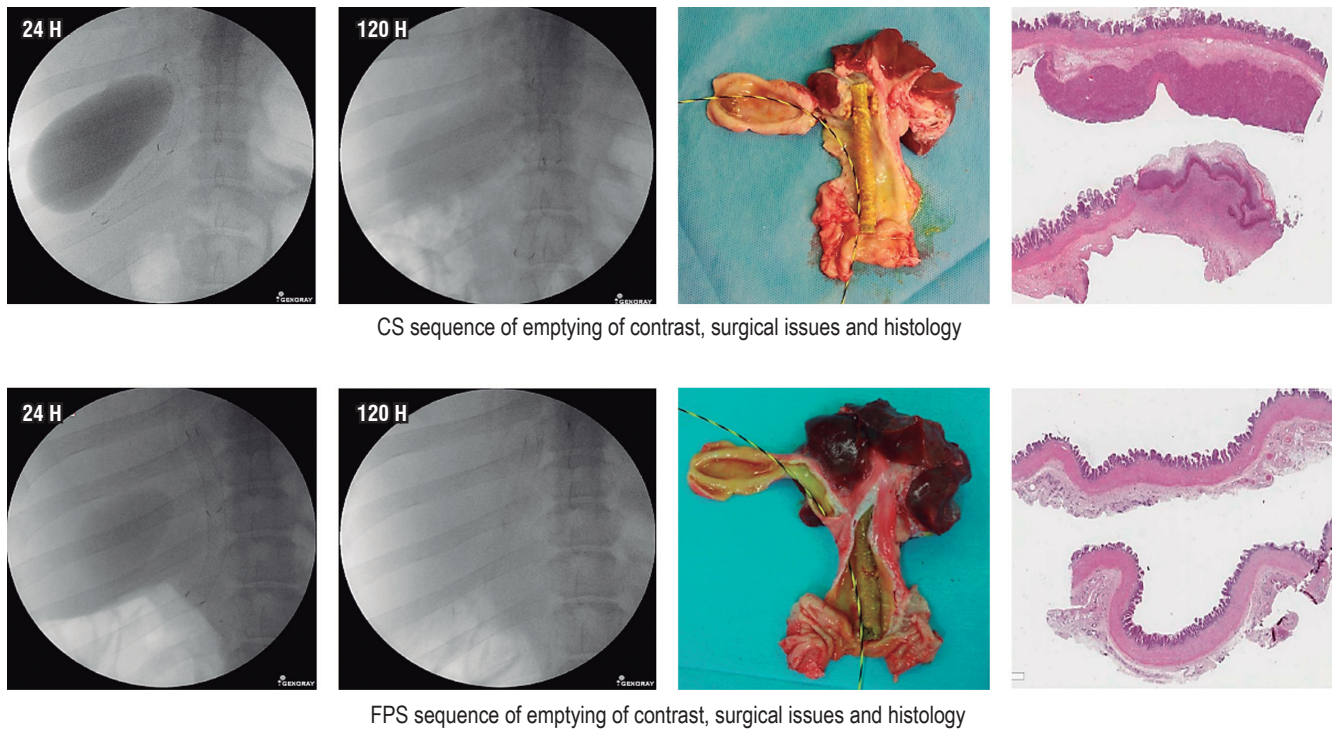 24 H
120 H
GENORAY
GENORAY
CS sequence of emptying of contrast, surgical issues and histology
24 H
120 H
GENORAY
GENORAY
FPS sequence of emptying of contrast, surgical issues and histology